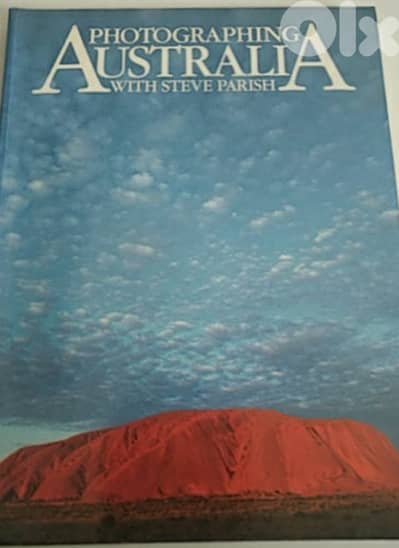 PHOTOGRAPHING
AUSTRALIA
WITH STEVE PARISH
olx